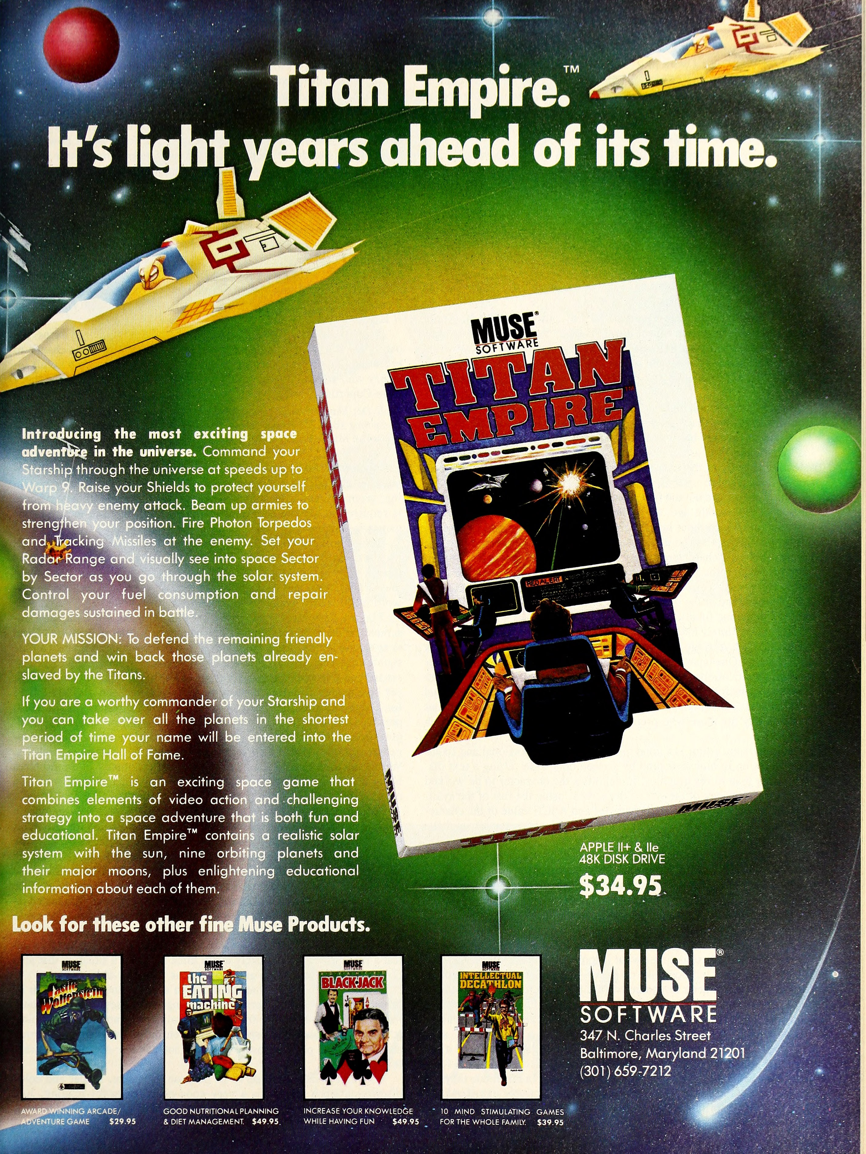 Titan Empire.™
It's light years ahead of its time.
MUSE®
SOFTWARE
TITAN
EMPIRE™
RED ALERT
Introducing the most exciting space
adventure in the universe. Command your
Starship through the universe at speeds up to
Warp 9. Raise your Shields to protect yourself
from heavy enemy attack. Beam up armies to
strengthen your position. Fire Photon Torpedos
and Tracking Missiles at the enemy. Set your
Radar Range and visually see into space Sector
by Sector as you go through the solar system.
Control your fuel consumption and repair
damages sustained in battle.
YOUR MISSION: To defend the remaining friendly
planets and win back those planets already en-
slaved by the Titans.
If you are a worthy commander of your Starship and
you can take over all the planets in the shortest
period of time your name will be entered into the
Titan Empire Hall of Fame.
Titan Empire™ is an exciting space game that
combines elements of video action and challenging
strategy into a space adventure that is both fun and
educational. Titan Empire™ contains a realistic solar
system with the sun, nine orbiting planets and
their major moons, plus enlightening educational
information about each of them.
TITAN
MUSE
TITAN
MUSE
APPLE II+ & IIe
48K DISK DRIVE
$34.95
Look for these other fine Muse Products.
MUSE
SOFTWARE
Castle
Wolfenstein
AWARD WINNING ARCADE/
ADVENTURE GAME $29.95
MUSE
SOFTWARE
the
EATING
machine
GOOD NUTRITIONAL PLANNING
& DIET MANAGEMENT. $49.95
MUSE
SOFTWARE
BLACK-JACK
INCREASE YOUR KNOWLEDGE
WHILE HAVING FUN $49.95
MUSE
SOFTWARE
INTELLECTUAL
DECATHLON
10 MIND STIMULATING GAMES
FOR THE WHOLE FAMILY. $39.95
MUSE®
SOFTWARE
347 N. Charles Street
Baltimore, Maryland 21201
(301) 659-7212